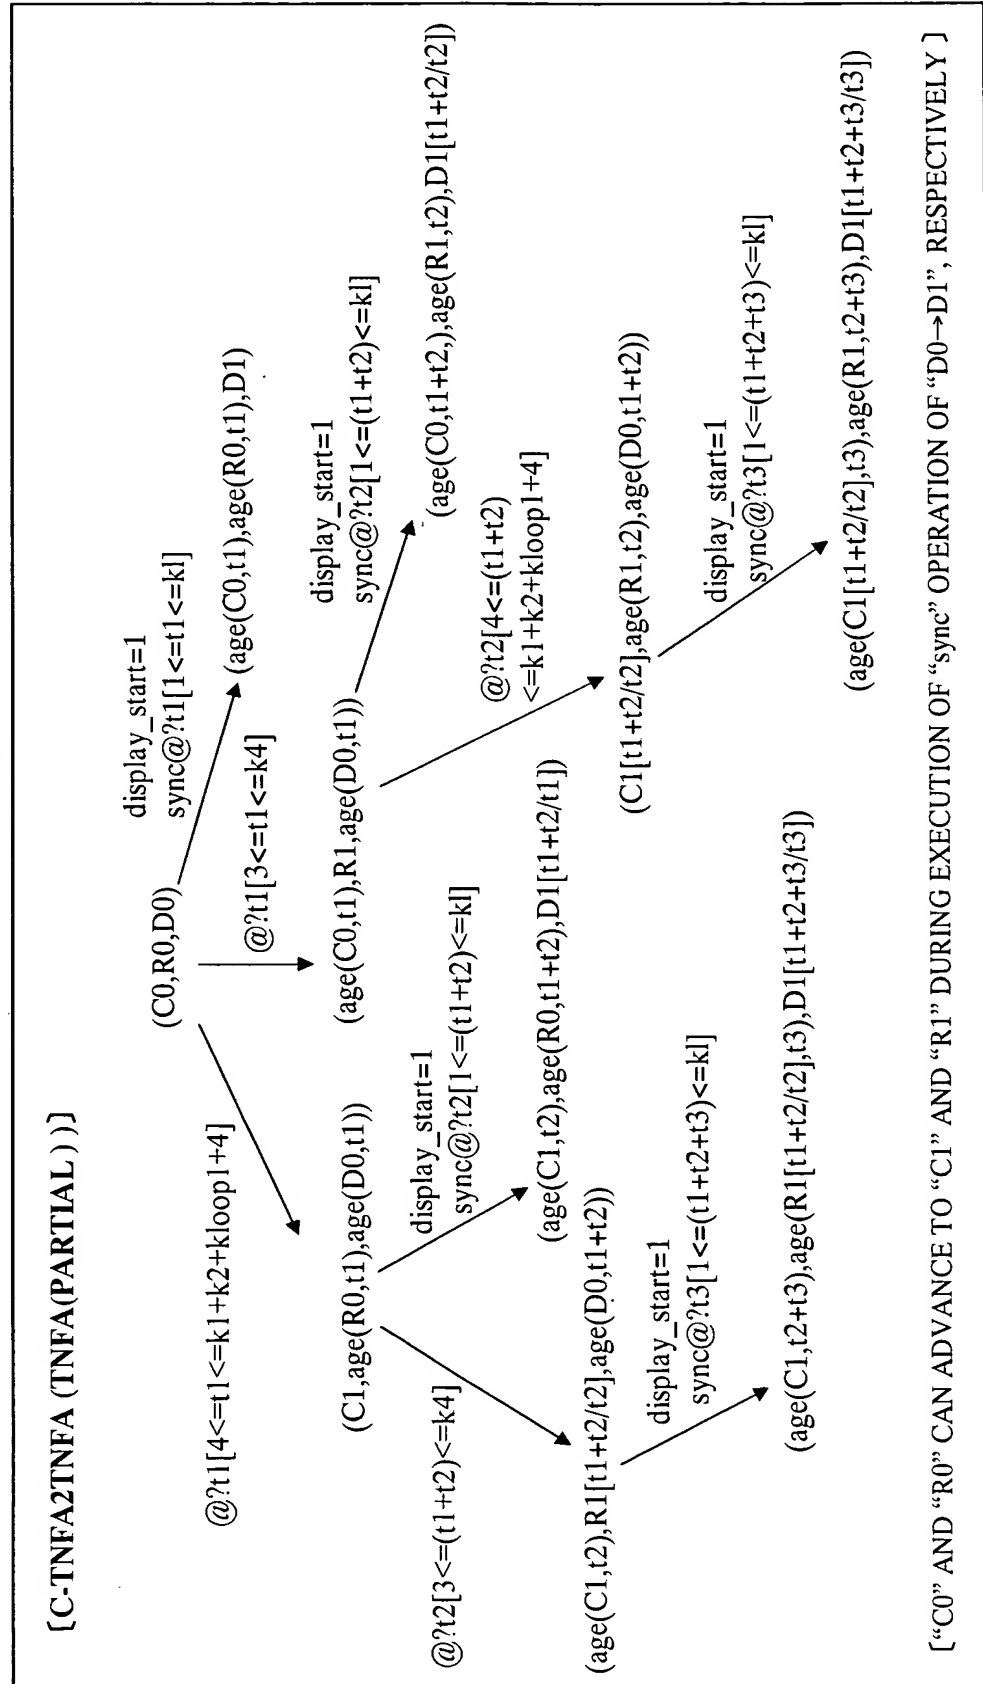 [C-TNFA2TNFA (TNFA(PARTIAL))]
(C0,R0,D0)
display_start=1
sync@?t1[1<=t1<=kl]
@?t1[4<=t1<=k1+k2+kloop1+4]
@?t1[3<=t1<=k4]
(age(C0,t1),age(R0,t1),D1)
(C1,age(R0,t1),age(D0,t1))
(age(C0,t1),R1,age(D0,t1))
display_start=1
sync@?t2[1<=(t1+t2)<=kl]
@?t2[3<=(t1+t2)<=k4]
display_start=1
sync@?t2[1<=(t1+t2)<=kl]
(age(C0,t1+t2,),age(R1,t2),D1[t1+t2/t2])
@?t2[4<=(t1+t2)
<=k1+k2+kloop1+4]
(age(C1,t2),age(R0,t1+t2),D1[t1+t2/t1])
(age(C1,t2),R1[t1+t2/t2],age(D0,t1+t2))
(C1[t1+t2/t2],age(R1,t2),age(D0,t1+t2))
display_start=1
sync@?t3[1<=(t1+t2+t3)<=kl]
display_start=1
sync@?t3[1<=(t1+t2+t3)<=kl]
(age(C1,t2+t3),age(R1[t1+t2/t2],t3),D1[t1+t2+t3/t3])
(age(C1[t1+t2/t2],t3),age(R1,t2+t3),D1[t1+t2+t3/t3])
["C0" AND "R0" CAN ADVANCE TO "C1" AND "R1" DURING EXECUTION OF "sync" OPERATION OF "D0→D1", RESPECTIVELY]